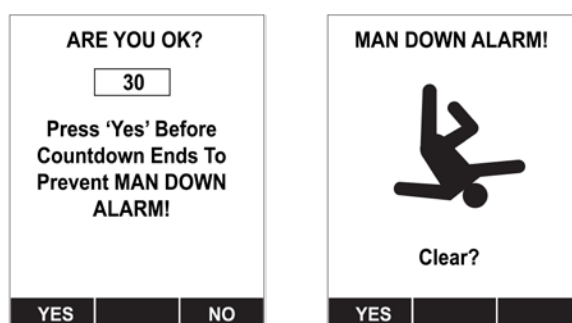 ARE YOU OK?
30
Press ‘Yes’ Before
Countdown Ends To
Prevent MAN DOWN
ALARM!
YES NO
MAN DOWN ALARM!
Clear?
YES